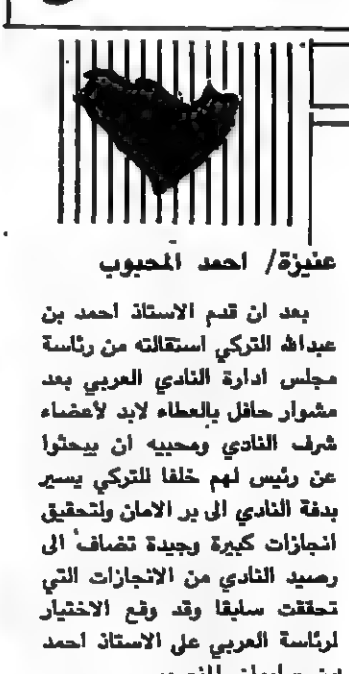 عنيزة/ احمد المحبوب
بعد ان قدم الاستاذ احمد بن
عبدالله التركي استقالته من رئاسة
مجلس ادارة النادي العربي بعد
مشوار حافل بالعطاء لابد لأعضاء
شرف النادي ومحبيه ان يبحثوا
عن رئيس لهم خلفا للتركي يسير
بدفة النادي الى بر الامان ولتحقيق
انجازات كبيرة وجيدة تضاف الى
رصيد النادي من الانجازات التي
تحققت سابقا وقد وقع الاختيار
لرئاسة العربي على الاستاذ احمد
بن